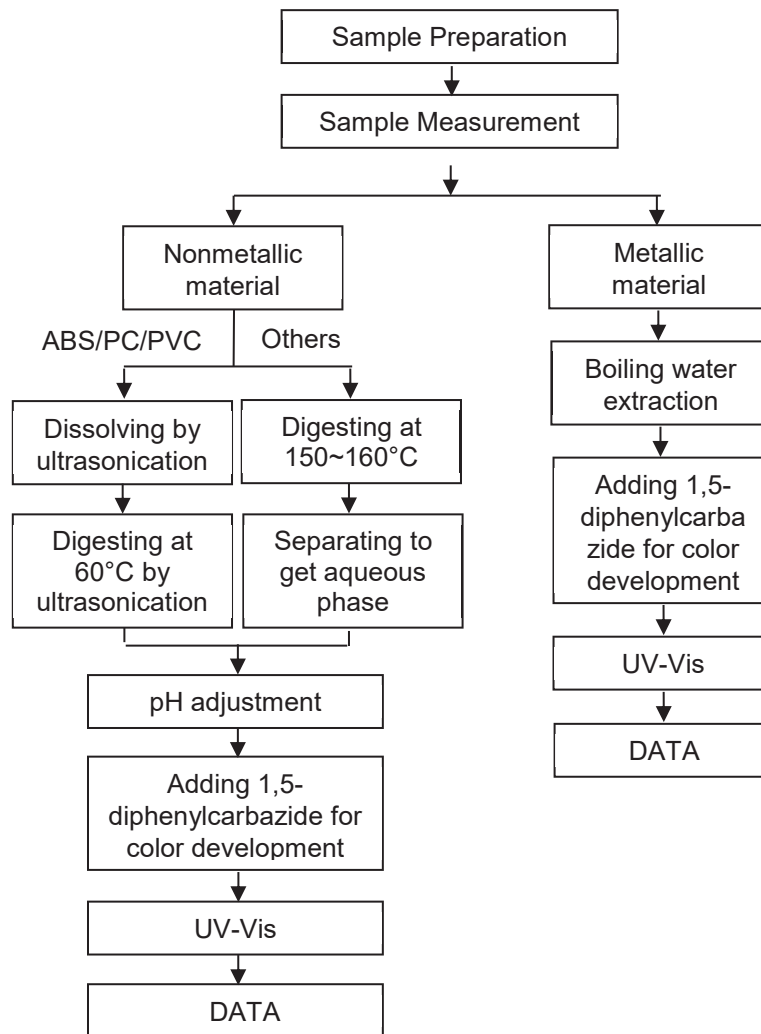 Sample Preparation
Sample Measurement
Nonmetallic
material
Metallic
material
ABS/PC/PVC
Others
Boiling water
extraction
Dissolving by
ultrasonication
Digesting at
150~160°C
Adding 1,5-
diphenylcarba
zide for color
development
Digesting at
60°C by
ultrasonication
Separating to
get aqueous
phase
UV-Vis
pH adjustment
DATA
Adding 1,5-
diphenylcarbazide for
color development
UV-Vis
DATA